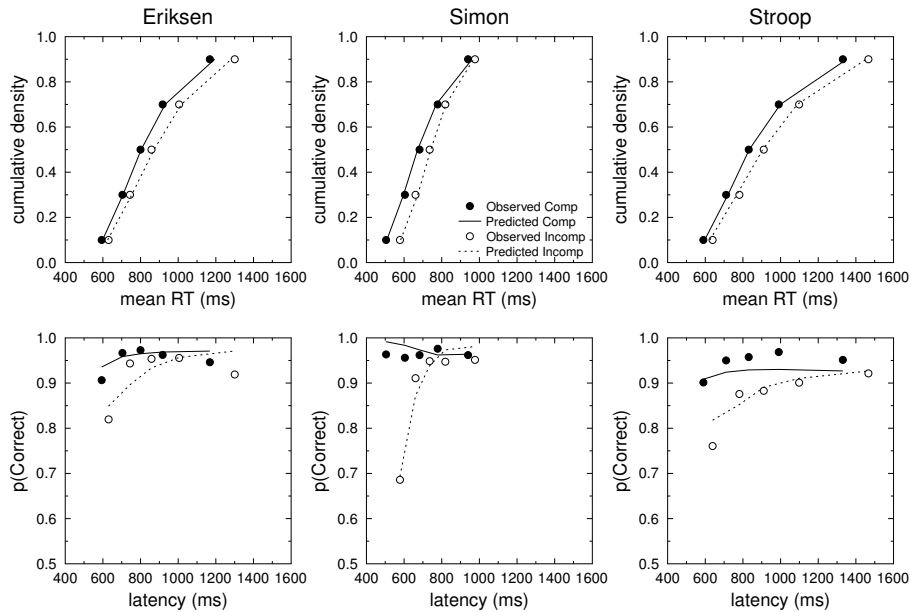 Eriksen
Simon
Stroop
1.0
0.8
0.6
0.4
0.2
0.0
cumulative density
400 600 800 1000 1200 1400 1600
mean RT (ms)
1.0
0.8
0.6
0.4
0.2
0.0
cumulative density
Observed Comp
Predicted Comp
Observed Incomp
Predicted Incomp
400 600 800 1000 1200 1400 1600
mean RT (ms)
1.0
0.8
0.6
0.4
0.2
0.0
cumulative density
400 600 800 1000 1200 1400 1600
mean RT (ms)
1.0
0.9
0.8
0.7
0.6
0.5
p(Correct)
400 600 800 1000 1200 1400 1600
latency (ms)
1.0
0.9
0.8
0.7
0.6
0.5
p(Correct)
400 600 800 1000 1200 1400 1600
latency (ms)
1.0
0.9
0.8
0.7
0.6
0.5
p(Correct)
400 600 800 1000 1200 1400 1600
latency (ms)